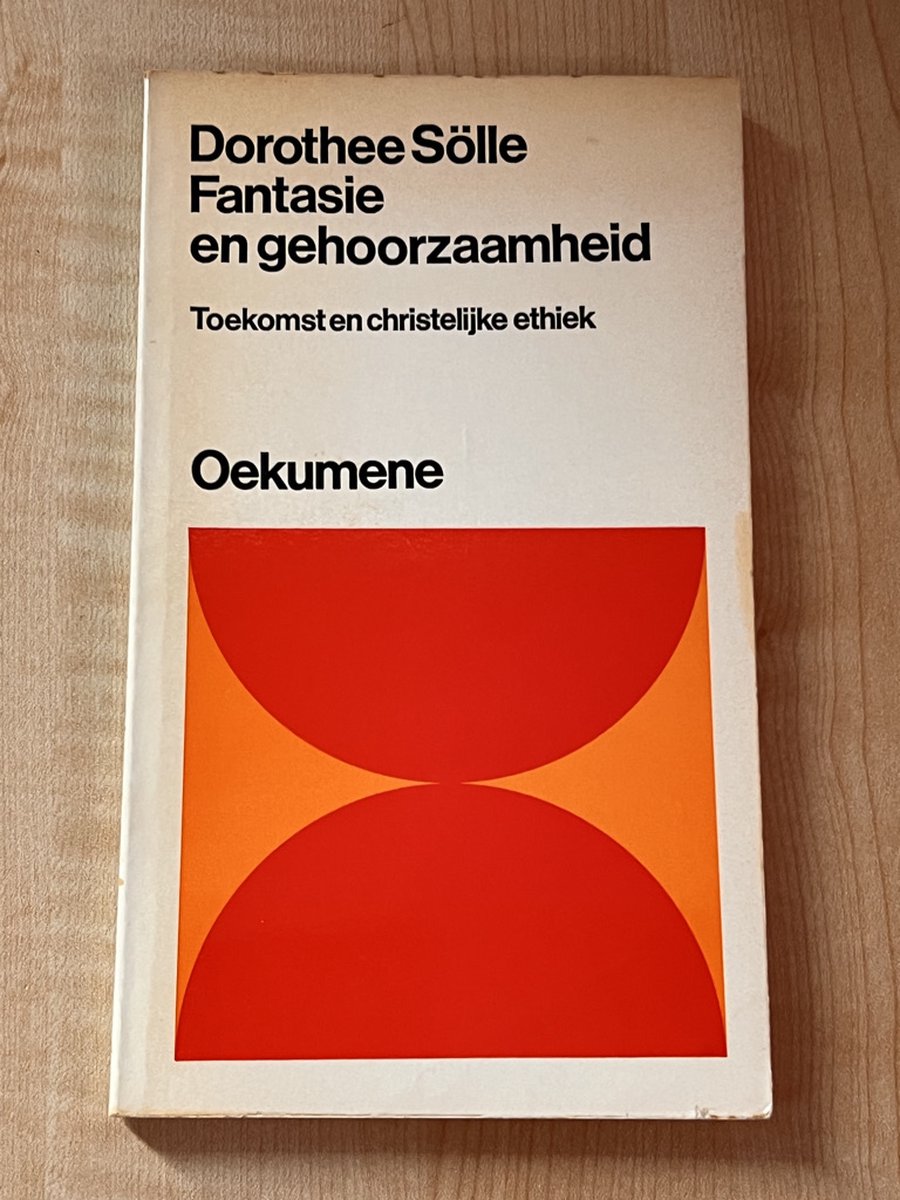 Dorothee Sölle
Fantasie
en gehoorzaamheid
Toekomst en christelijke ethiek
Oekumene